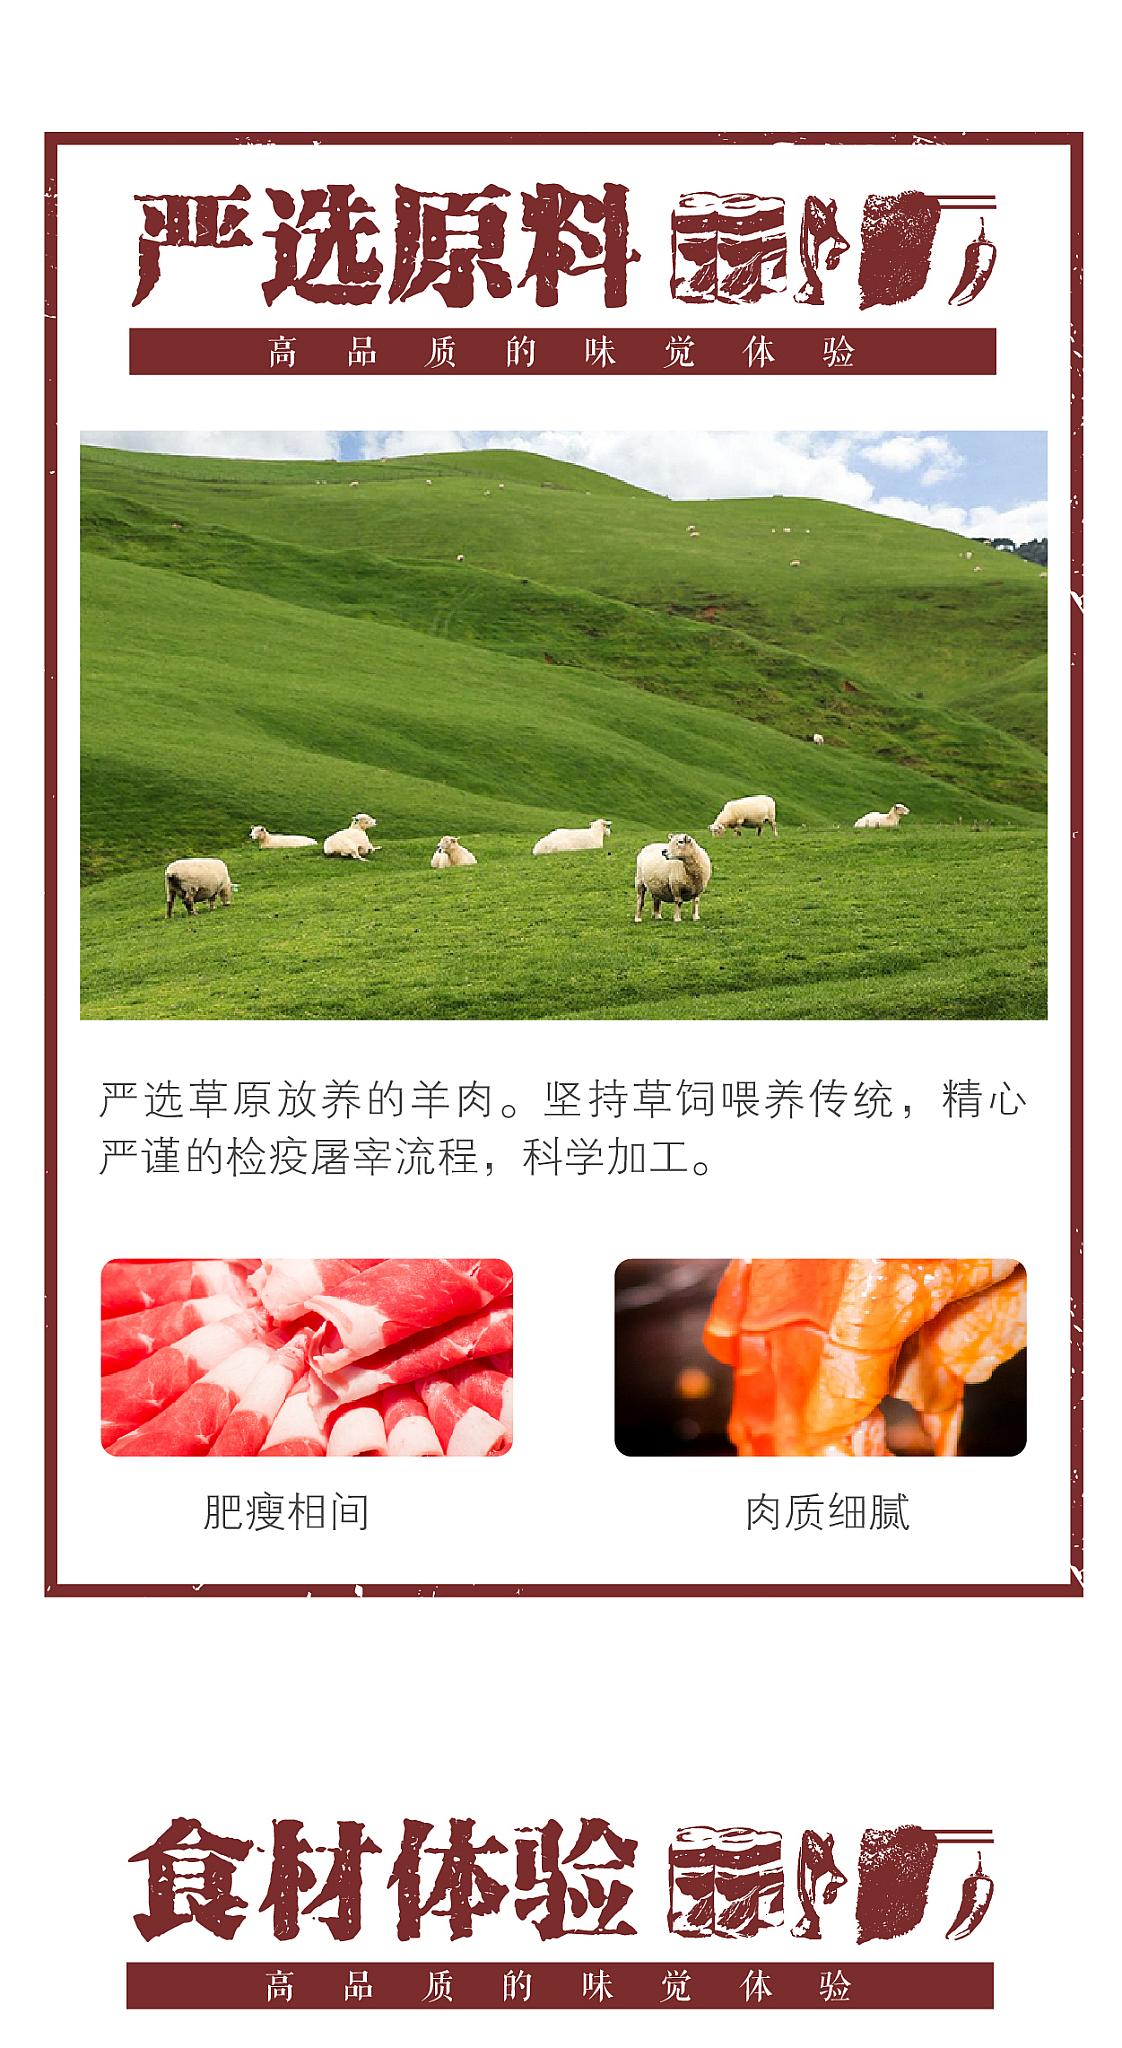 严选原料
高品质的味觉体验
严选草原放养的羊肉。坚持草饲喂养传统，精心
严谨的检疫屠宰流程，科学加工。
肥瘦相间
肉质细腻
食材体验
高品质的味觉体验